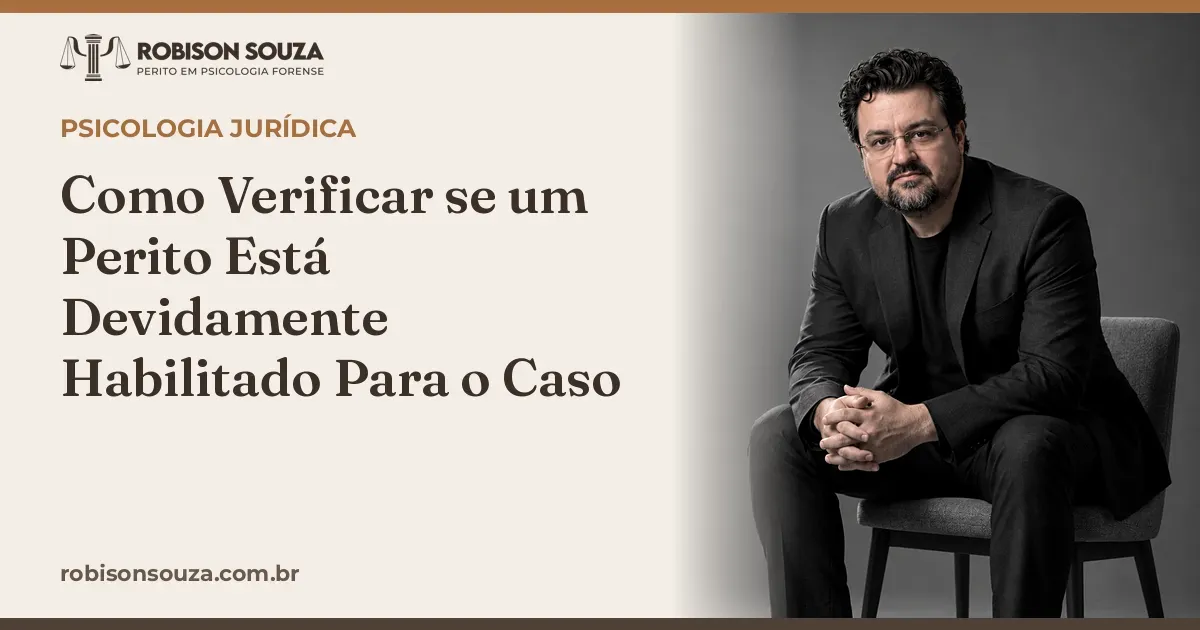 ROBISON SOUZA
PERITO EM PSICOLOGIA FORENSE
PSICOLOGIA JURÍDICA
Como Verificar se um
Perito Está
Devidamente
Habilitado Para o Caso
robisonsouza.com.br